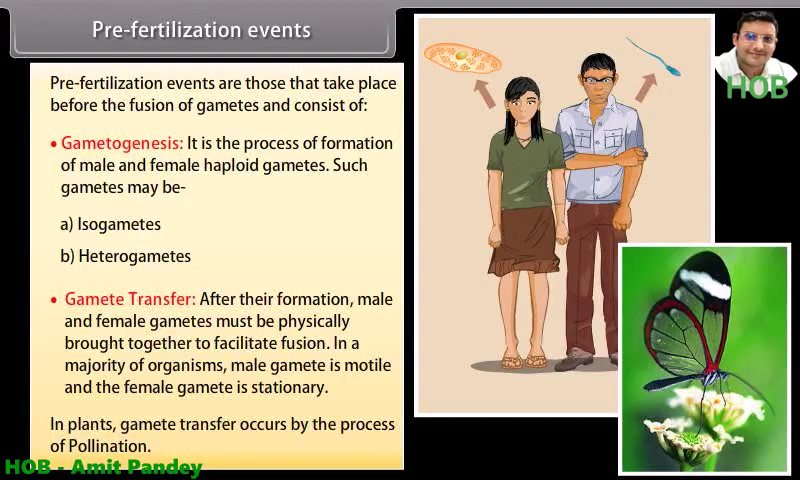 Pre-fertilization events
HOB
Pre-fertilization events are those that take place
before the fusion of gametes and consist of:
• Gametogenesis: It is the process of formation
of male and female haploid gametes. Such
gametes may be-
a) Isogametes
b) Heterogametes
• Gamete Transfer: After their formation, male
and female gametes must be physically
brought together to facilitate fusion. In a
majority of organisms, male gamete is motile
and the female gamete is stationary.
In plants, gamete transfer occurs by the process
of Pollination.
HOB - Amit Pandey